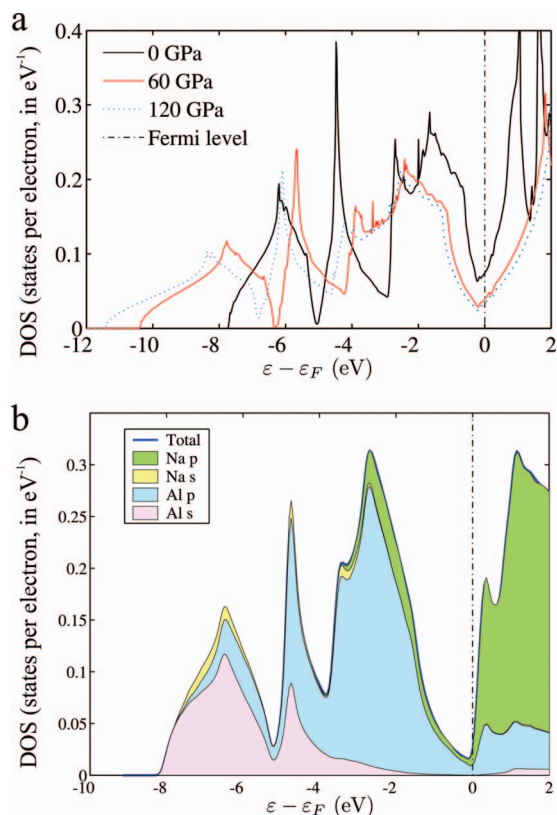 a
0.4
0.3
0.2
0.1
0
DOS (states per electron, in eV⁻¹)
0 GPa
60 GPa
120 GPa
Fermi level
-12 -10 -8 -6 -4 -2 0 2
ε − ε_F (eV)
b
0.3
0.25
0.2
0.15
0.1
0.05
0
DOS (states per electron, in eV⁻¹)
Total
Na p
Na s
Al p
Al s
-10 -8 -6 -4 -2 0 2
ε − ε_F (eV)